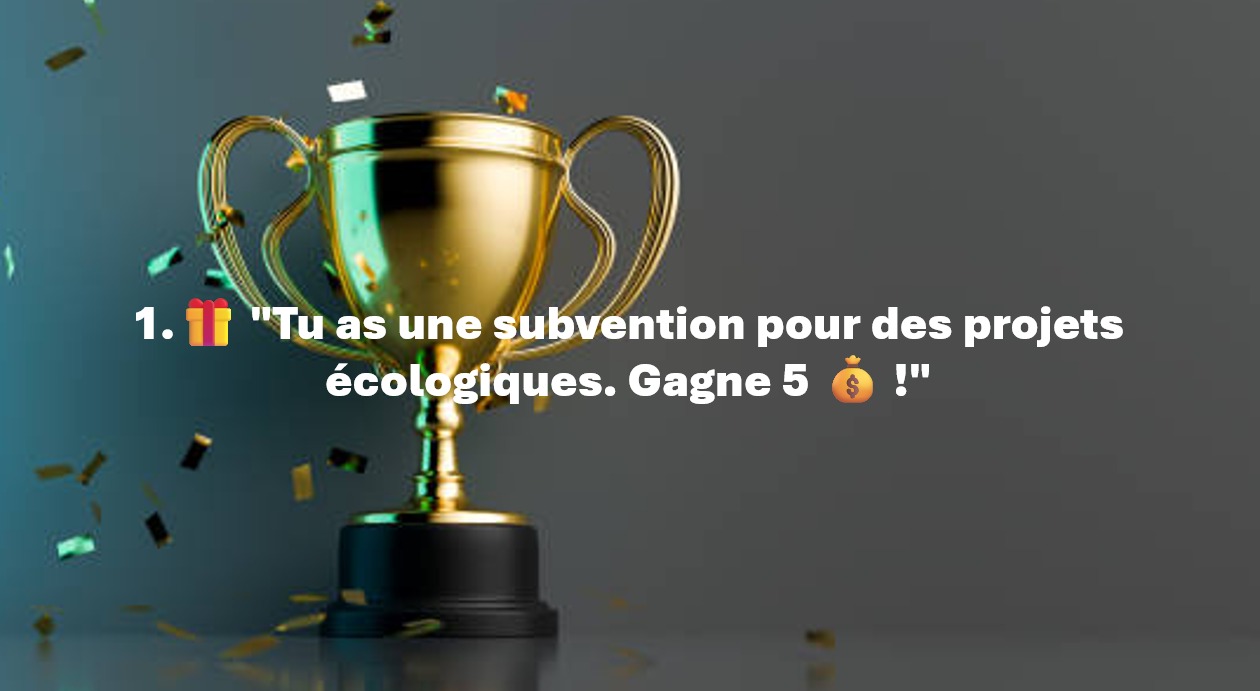 1. 🎁 "Tu as une subvention pour des projets
écologiques. Gagne 5 💰 !"